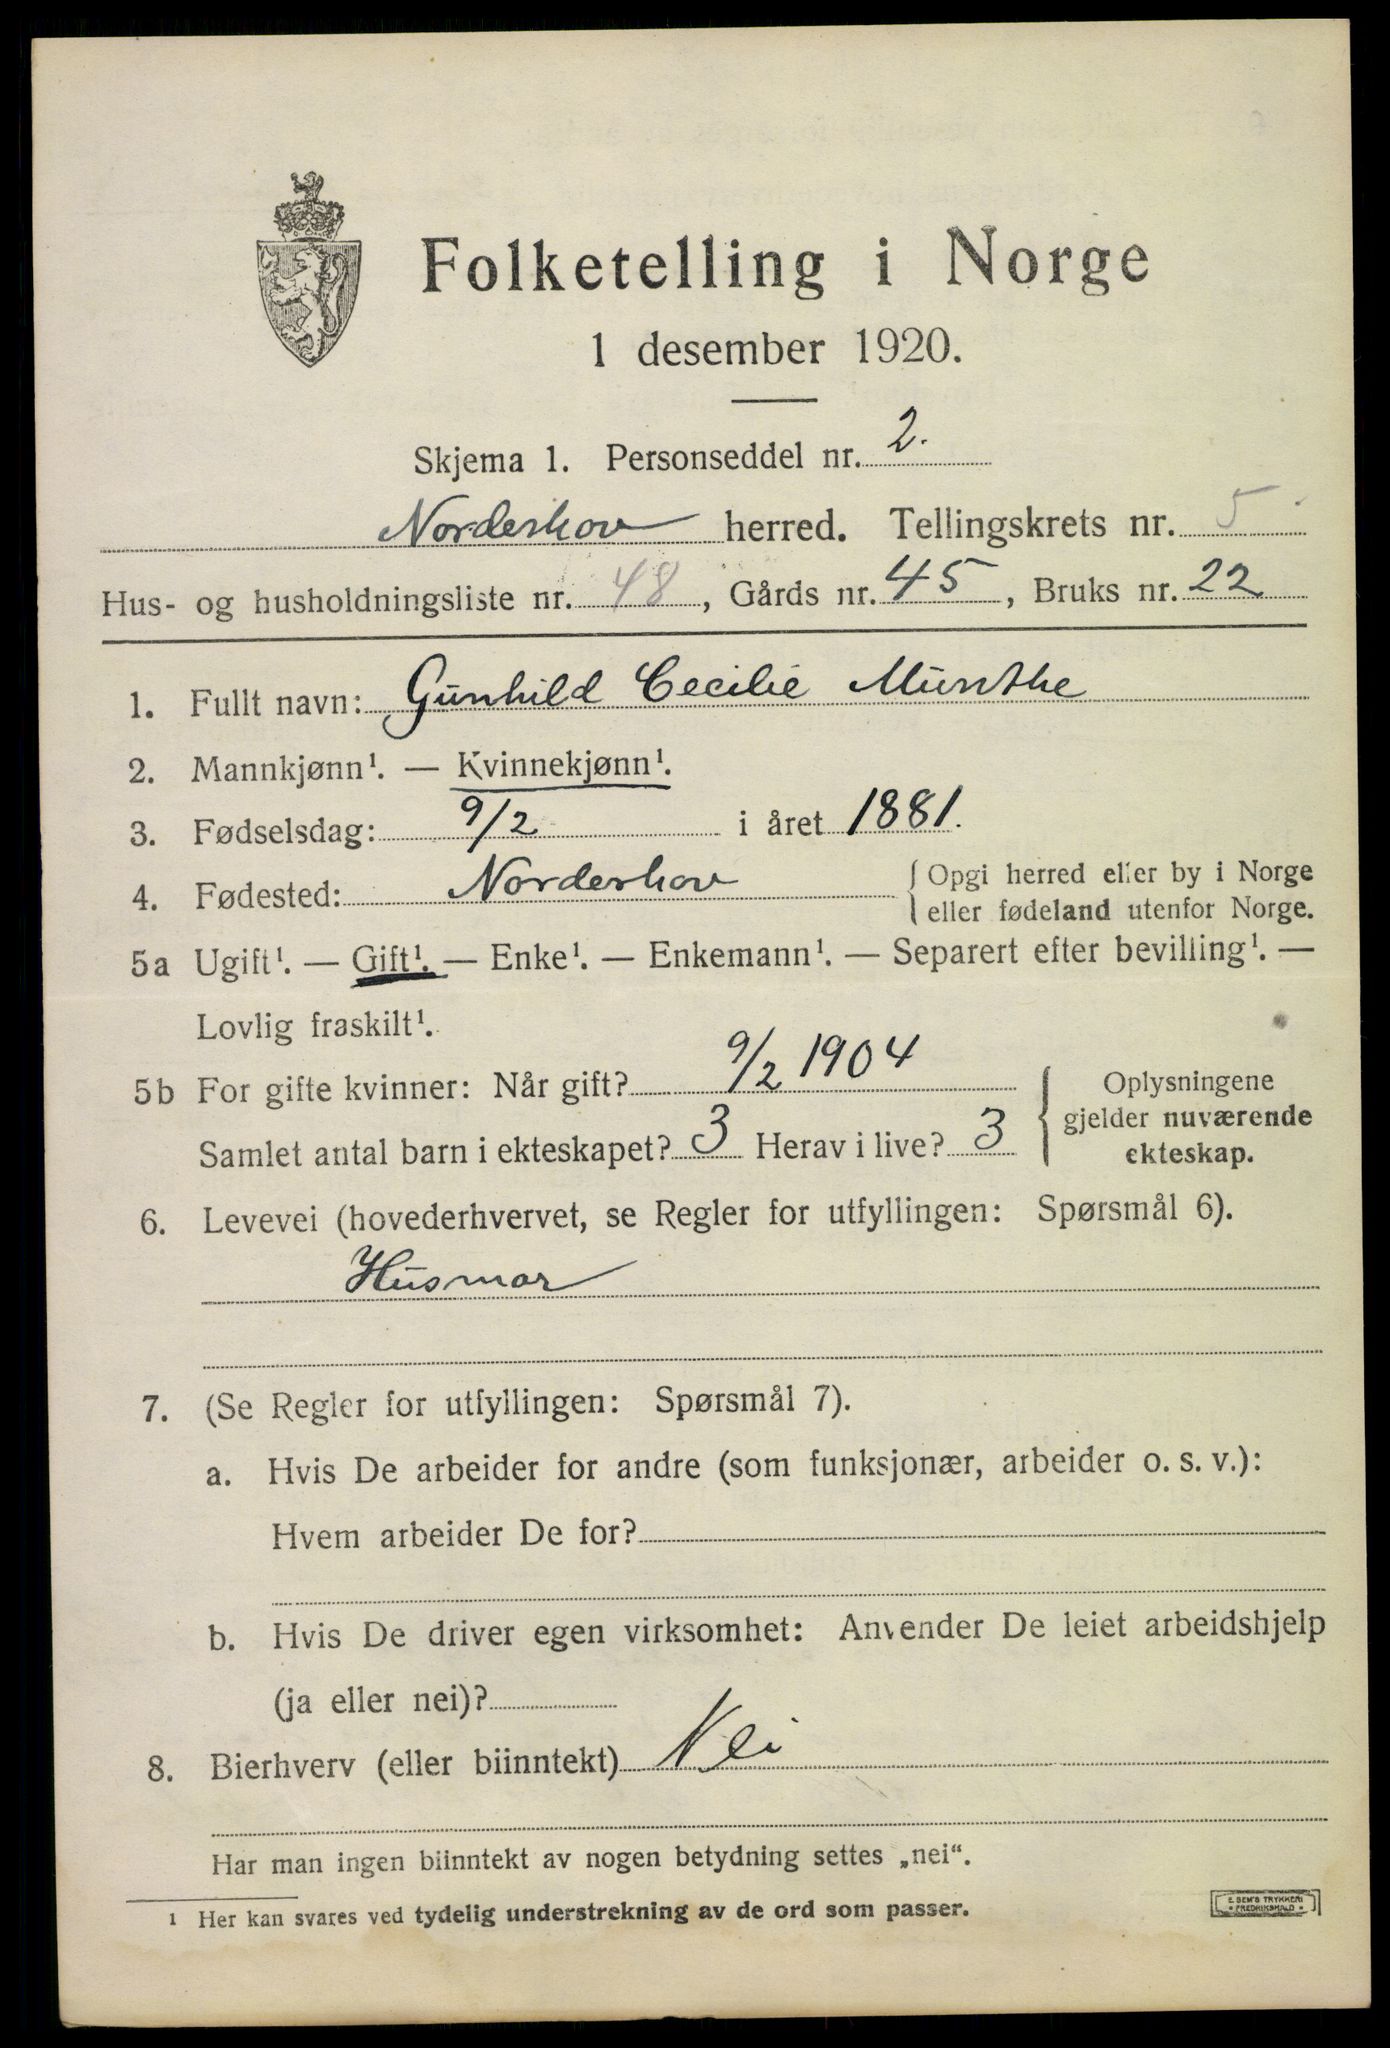 Folketelling i Norge
1 desember 1920.
Skjema 1. Personseddel nr. 2.
Norderhov herred. Tellingskrets nr. 5
Hus- og husholdningsliste nr. 48, Gårds nr. 45, Bruks nr. 22
1. Fullt navn: Gunhild Cecilie Munthe
2. Mannkjønn¹. — Kvinnekjønn¹.
3. Fødselsdag: 9/2 i året 1881.
4. Fødested: Norderhov { Opgi herred eller by i Norge
eller fødeland utenfor Norge.
5a Ugift¹. — Gift¹. — Enke¹. — Enkemann¹. — Separert efter bevilling¹. —
Lovlig fraskilt¹.
5b For gifte kvinner: Når gift? 9/2 1904
Samlet antal barn i ekteskapet? 3 Herav i live? 3
{ Oplysningene
gjelder nuværende
ekteskap.
6. Levevei (hovederhvervet, se Regler for utfyllingen: Spørsmål 6).
Husmor
7. (Se Regler for utfyllingen: Spørsmål 7).
a. Hvis De arbeider for andre (som funksjonær, arbeider o. s. v.):
Hvem arbeider De for?
b. Hvis De driver egen virksomhet: Anvender De leiet arbeidshjelp
(ja eller nei)?
8. Bierhverv (eller biinntekt) Nei
Har man ingen biinntekt av nogen betydning settes „nei“.
1 Her kan svares ved tydelig understrekning av de ord som passer.
E. SEM'S TRYKKERI
FREDRIKSHALD